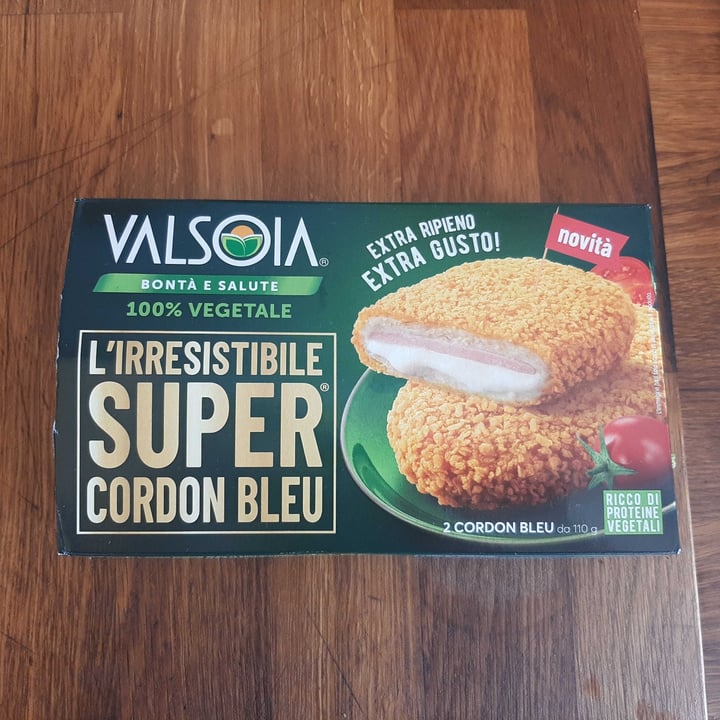 VALSOIA®
BONTÀ E SALUTE
100% VEGETALE
L'IRRESISTIBILE
SUPER®
CORDON BLEU
EXTRA RIPIENO
EXTRA GUSTO!
novità
2 CORDON BLEU da 110 g
RICCO DI
PROTEINE
VEGETALI